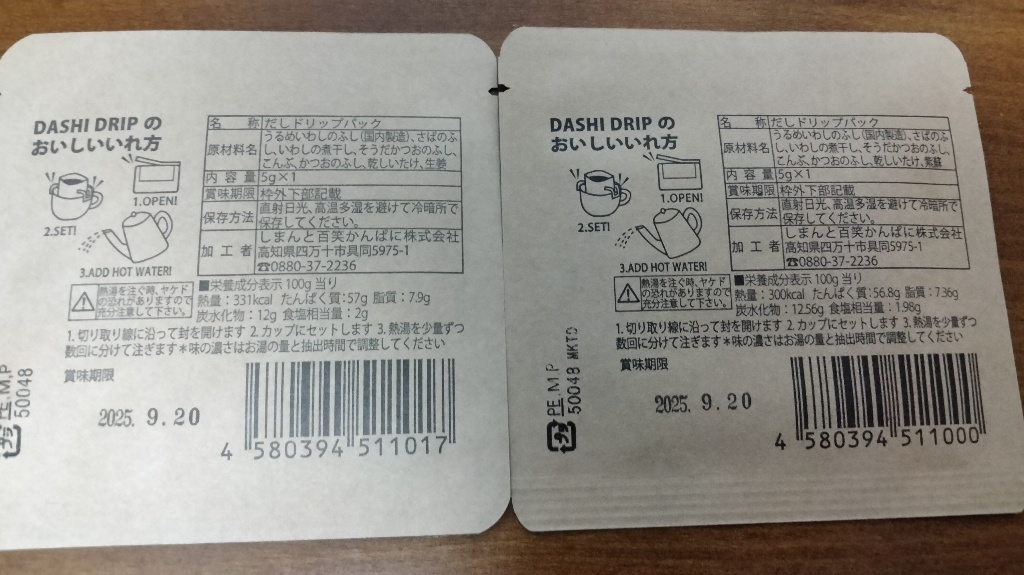 DASHI DRIP の
おいしいいれ方
1.OPEN!
2.SET!
3.ADD HOT WATER!
熱湯を注ぐ時、ヤケド
の恐れがありますので
充分注意して下さい。
名 称 だしドリップパック
原材料名 うるめいわしのふし(国内製造)、さばのふ
し、いわしの煮干し、そうだかつおのふし、
こんぶ、かつおのふし、乾しいたけ、生姜
内 容 量 5g×1
賞味期限 枠外下部記載
保存方法 直射日光、高温多湿を避けて冷暗所で
保存してください。
加 工 者 しまんと百笑かんぱに株式会社
高知県四万十市具同5975-1
☎0880-37-2236
■栄養成分表示 100g 当り
熱量：331kcal たんぱく質：57g 脂質：7.9g
炭水化物：12g 食塩相当量：2g
1. 切り取り線に沿って封を開けます 2. カップにセットします 3. 熱湯を少量ずつ
数回に分けて注ぎます＊味の濃さはお湯の量と抽出時間で調整してください
賞味期限
2025. 9.20
プラ
PE,M,P
50048
4 580394 511017
DASHI DRIP の
おいしいいれ方
1.OPEN!
2.SET!
3.ADD HOT WATER!
熱湯を注ぐ時、ヤケド
の恐れがありますので
充分注意して下さい。
名 称 だしドリップパック
原材料名 うるめいわしのふし(国内製造)、さばのふ
し、いわしの煮干し、そうだかつおのふし、
こんぶ、かつおのふし、乾しいたけ、紫蘇
内 容 量 5g×1
賞味期限 枠外下部記載
保存方法 直射日光、高温多湿を避けて冷暗所で
保存してください。
加 工 者 しまんと百笑かんぱに株式会社
高知県四万十市具同5975-1
☎0880-37-2236
■栄養成分表示 100g 当り
熱量：300kcal たんぱく質：56.8g 脂質：7.36g
炭水化物：12.56g 食塩相当量：1.98g
1. 切り取り線に沿って封を開けます 2. カップにセットします 3. 熱湯を少量ずつ
数回に分けて注ぎます＊味の濃さはお湯の量と抽出時間で調整してください
賞味期限
2025. 9.20
プラ
PE,M,P
50048 MKTO
4 580394 511000